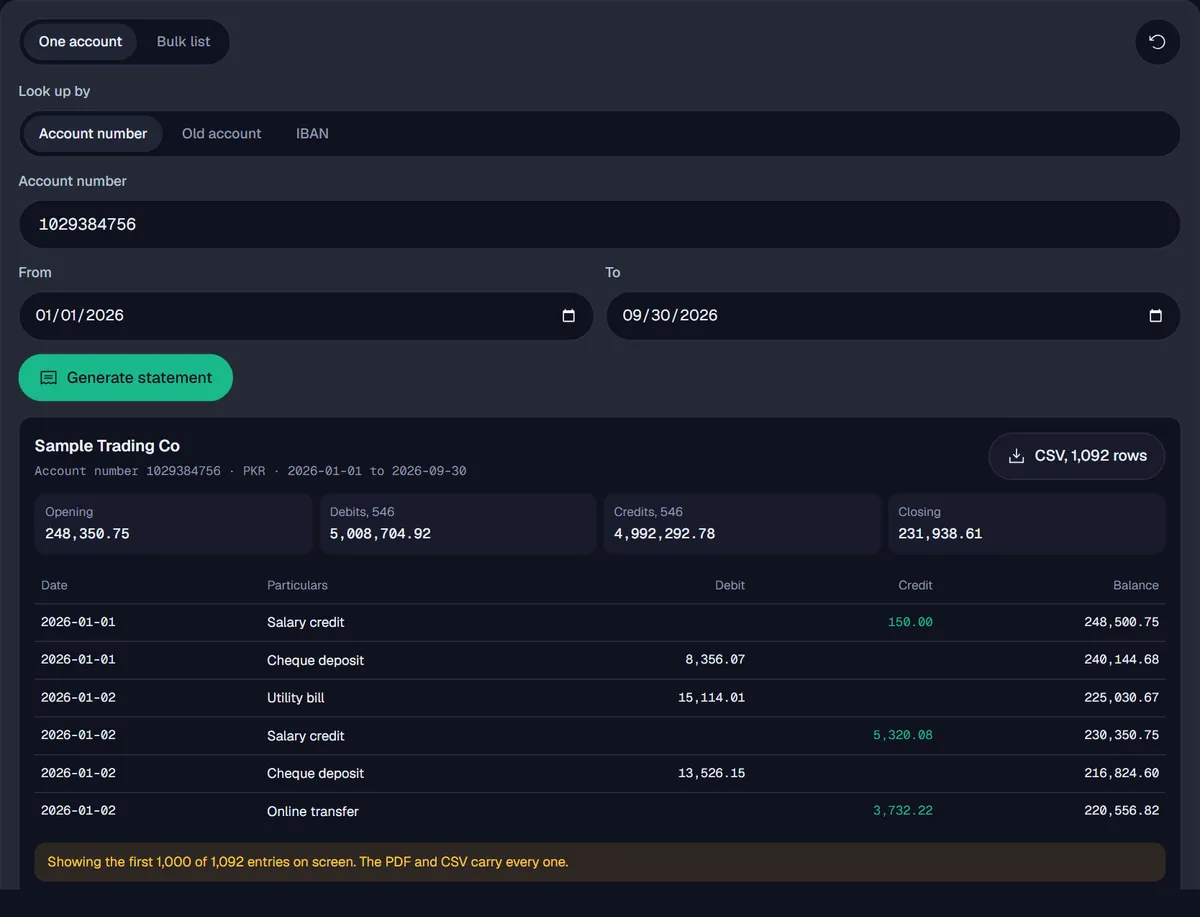 One account Bulk list
Look up by
Account number Old account IBAN
Account number
1029384756
From To
01/01/2026 09/30/2026
Generate statement
Sample Trading Co
Account number 1029384756 · PKR · 2026-01-01 to 2026-09-30
CSV, 1,092 rows
Opening Debits, 546 Credits, 546 Closing
248,350.75 5,008,704.92 4,992,292.78 231,938.61
Date Particulars Debit Credit Balance
2026-01-01 Salary credit 150.00 248,500.75
2026-01-01 Cheque deposit 8,356.07 240,144.68
2026-01-02 Utility bill 15,114.01 225,030.67
2026-01-02 Salary credit 5,320.08 230,350.75
2026-01-02 Cheque deposit 13,526.15 216,824.60
2026-01-02 Online transfer 3,732.22 220,556.82
Showing the first 1,000 of 1,092 entries on screen. The PDF and CSV carry every one.